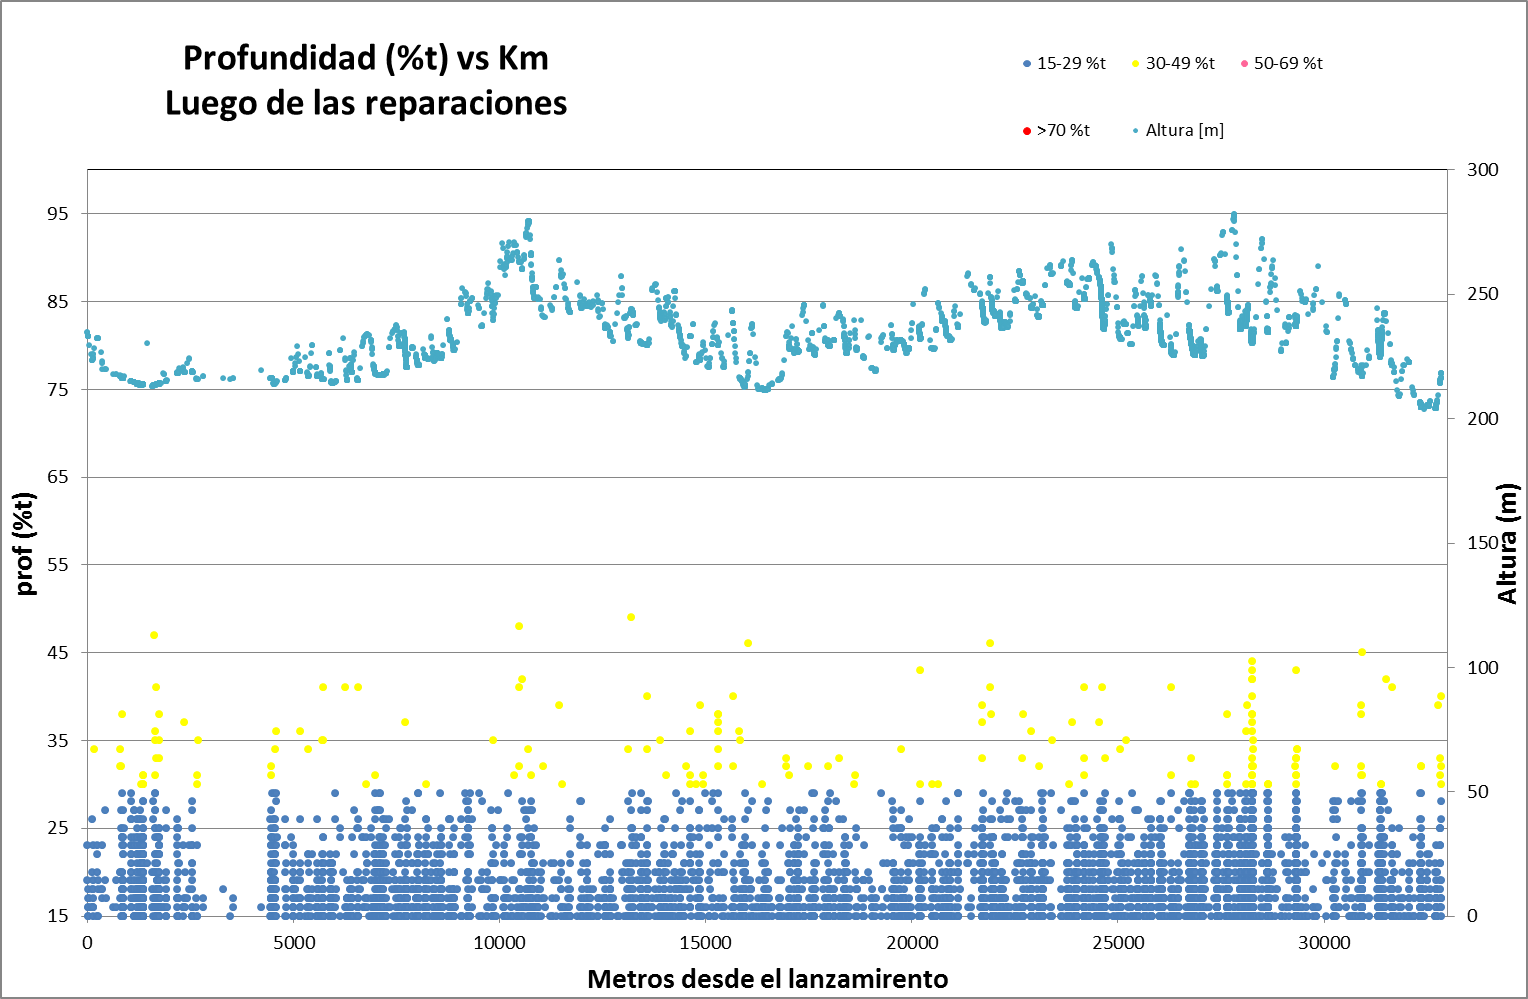 Profundidad (%t) vs Km
Luego de las reparaciones
15-29 %t
30-49 %t
50-69 %t
>70 %t
Altura [m]
95
85
75
65
55
45
35
25
15
prof (%t)
300
250
200
150
100
50
0
Altura (m)
0
5000
10000
15000
20000
25000
30000
Metros desde el lanzamirento